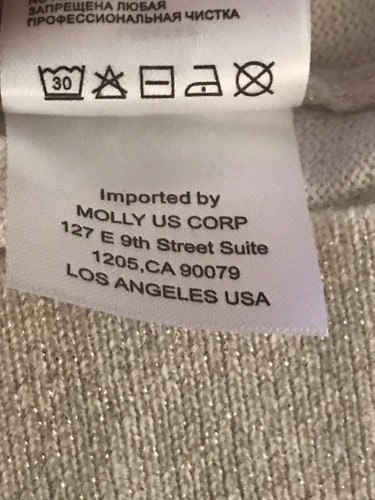 ЗАПРЕЩЕНА ЛЮБАЯ
ПРОФЕССИОНАЛЬНАЯ ЧИСТКА
30
Imported by
MOLLY US CORP
127 E 9th Street Suite
1205,CA 90079
LOS ANGELES USA